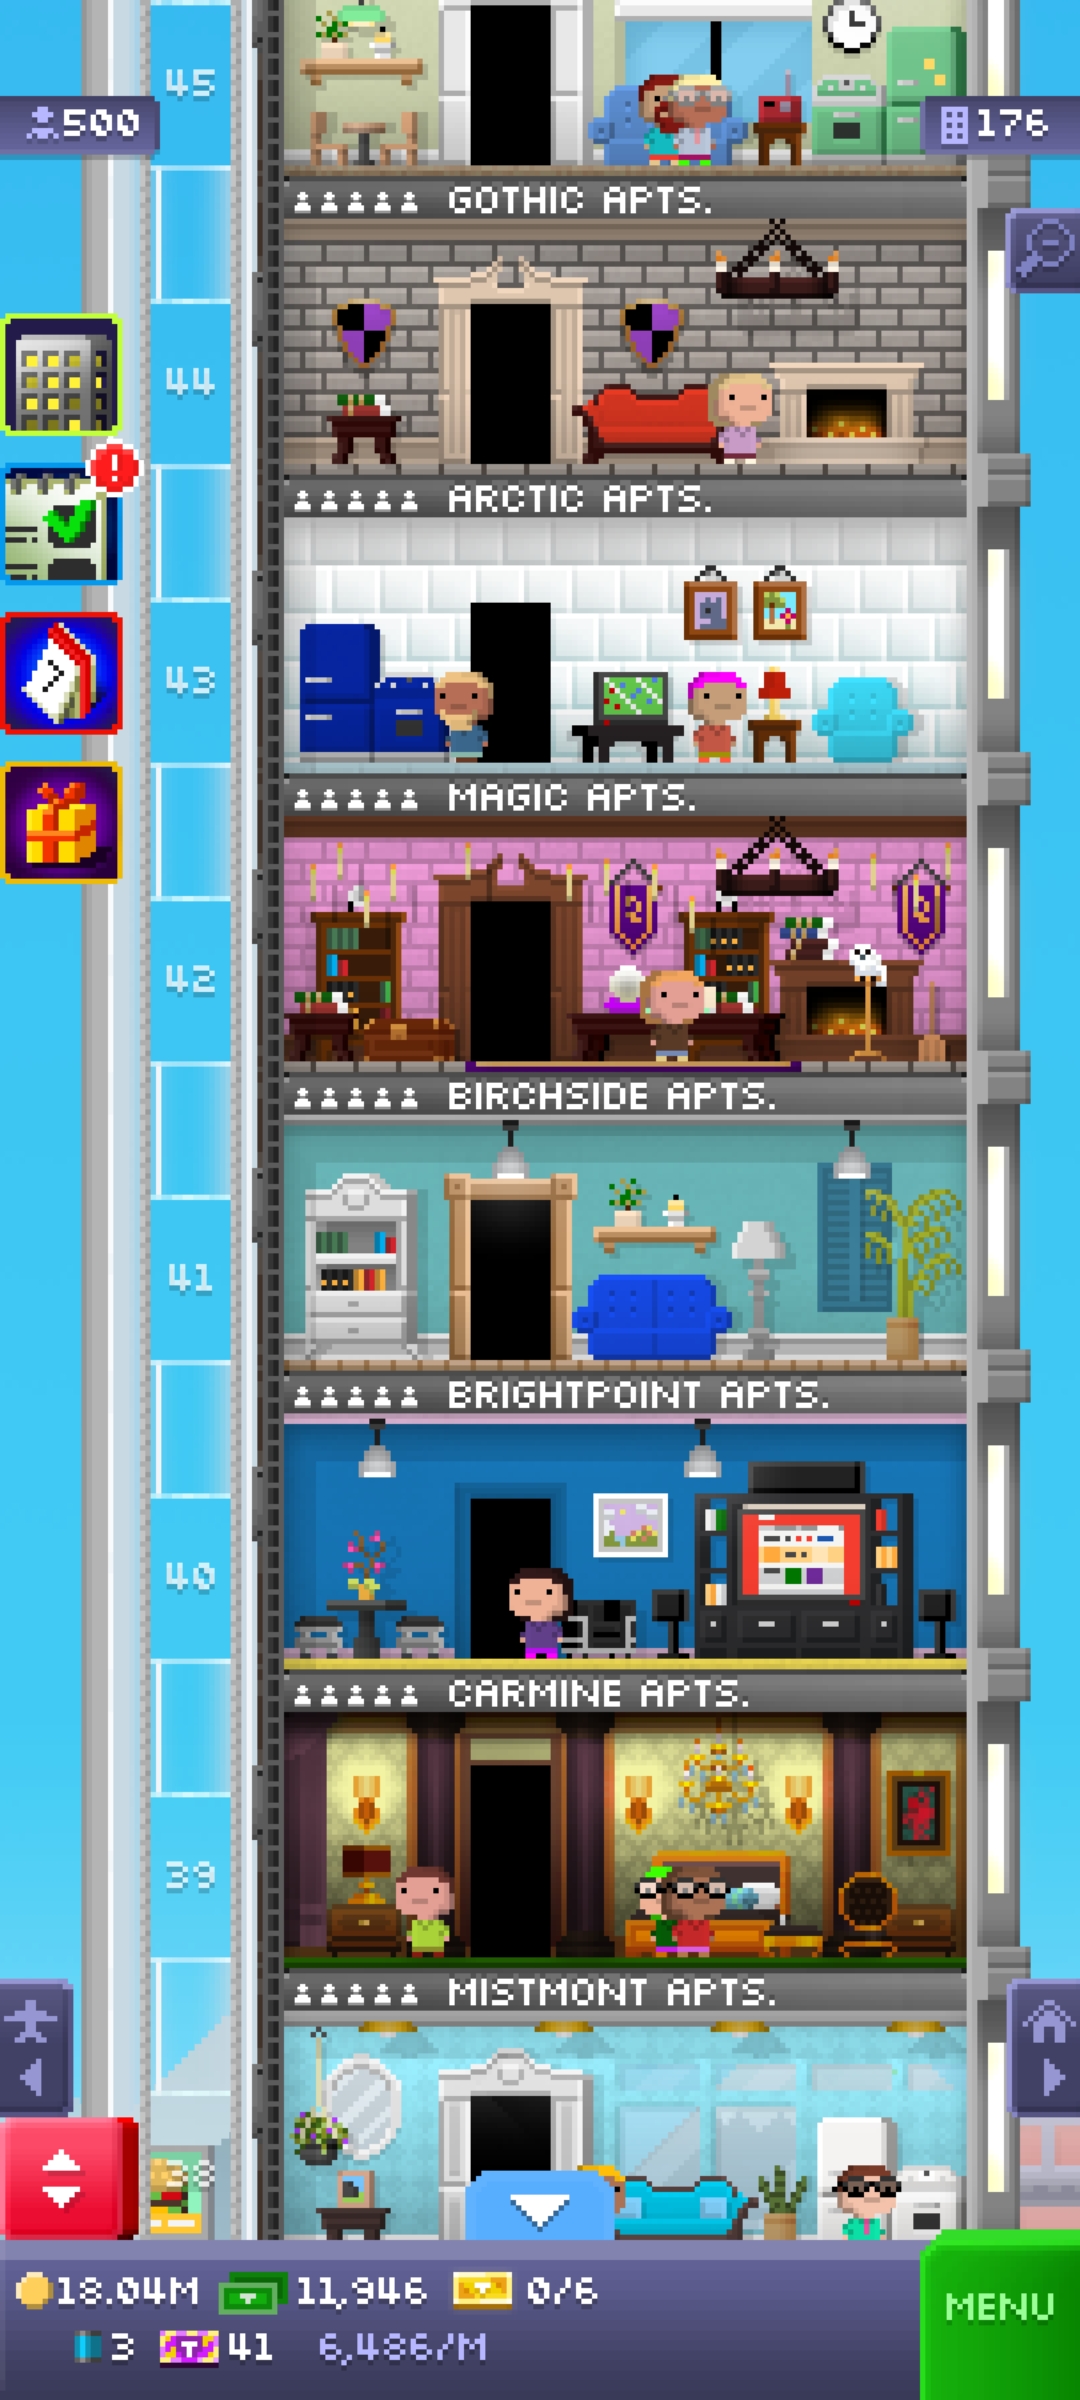 45
500
176
GOTHIC APTS.
44
ARCTIC APTS.
43
MAGIC APTS.
42
BIRCHSIDE APTS.
41
BRIGHTPOINT APTS.
40
CARMINE APTS.
39
MISTMONT APTS.
38
18.04M 11,946 0/6
MENU
3 41 6,486/M